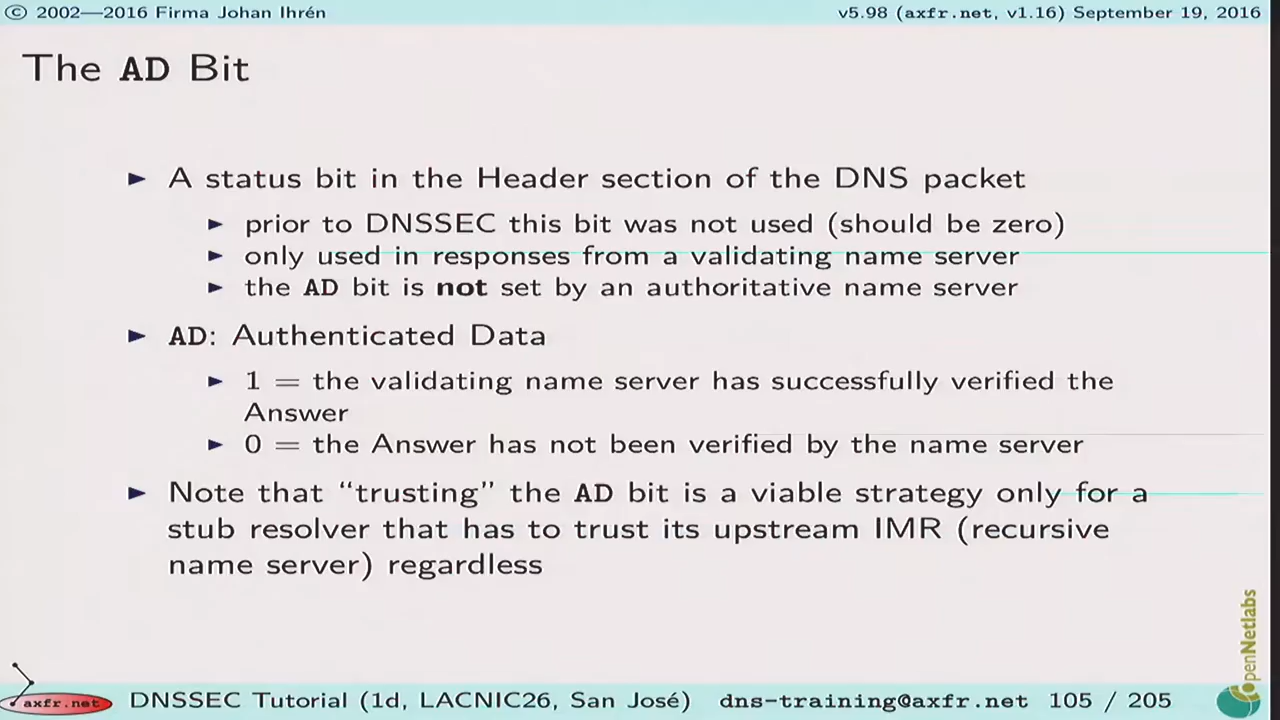 © 2002—2016 Firma Johan Ihrén
v5.98 (axfr.net, v1.16) September 19, 2016
The AD Bit
► A status bit in the Header section of the DNS packet
► prior to DNSSEC this bit was not used (should be zero)
► only used in responses from a validating name server
► the AD bit is not set by an authoritative name server
► AD: Authenticated Data
► 1 = the validating name server has successfully verified the
Answer
► 0 = the Answer has not been verified by the name server
► Note that “trusting” the AD bit is a viable strategy only for a
stub resolver that has to trust its upstream IMR (recursive
name server) regardless
openNetlabs
axfr.net
DNSSEC Tutorial (1d, LACNIC26, San José)
dns-training@axfr.net
105 / 205